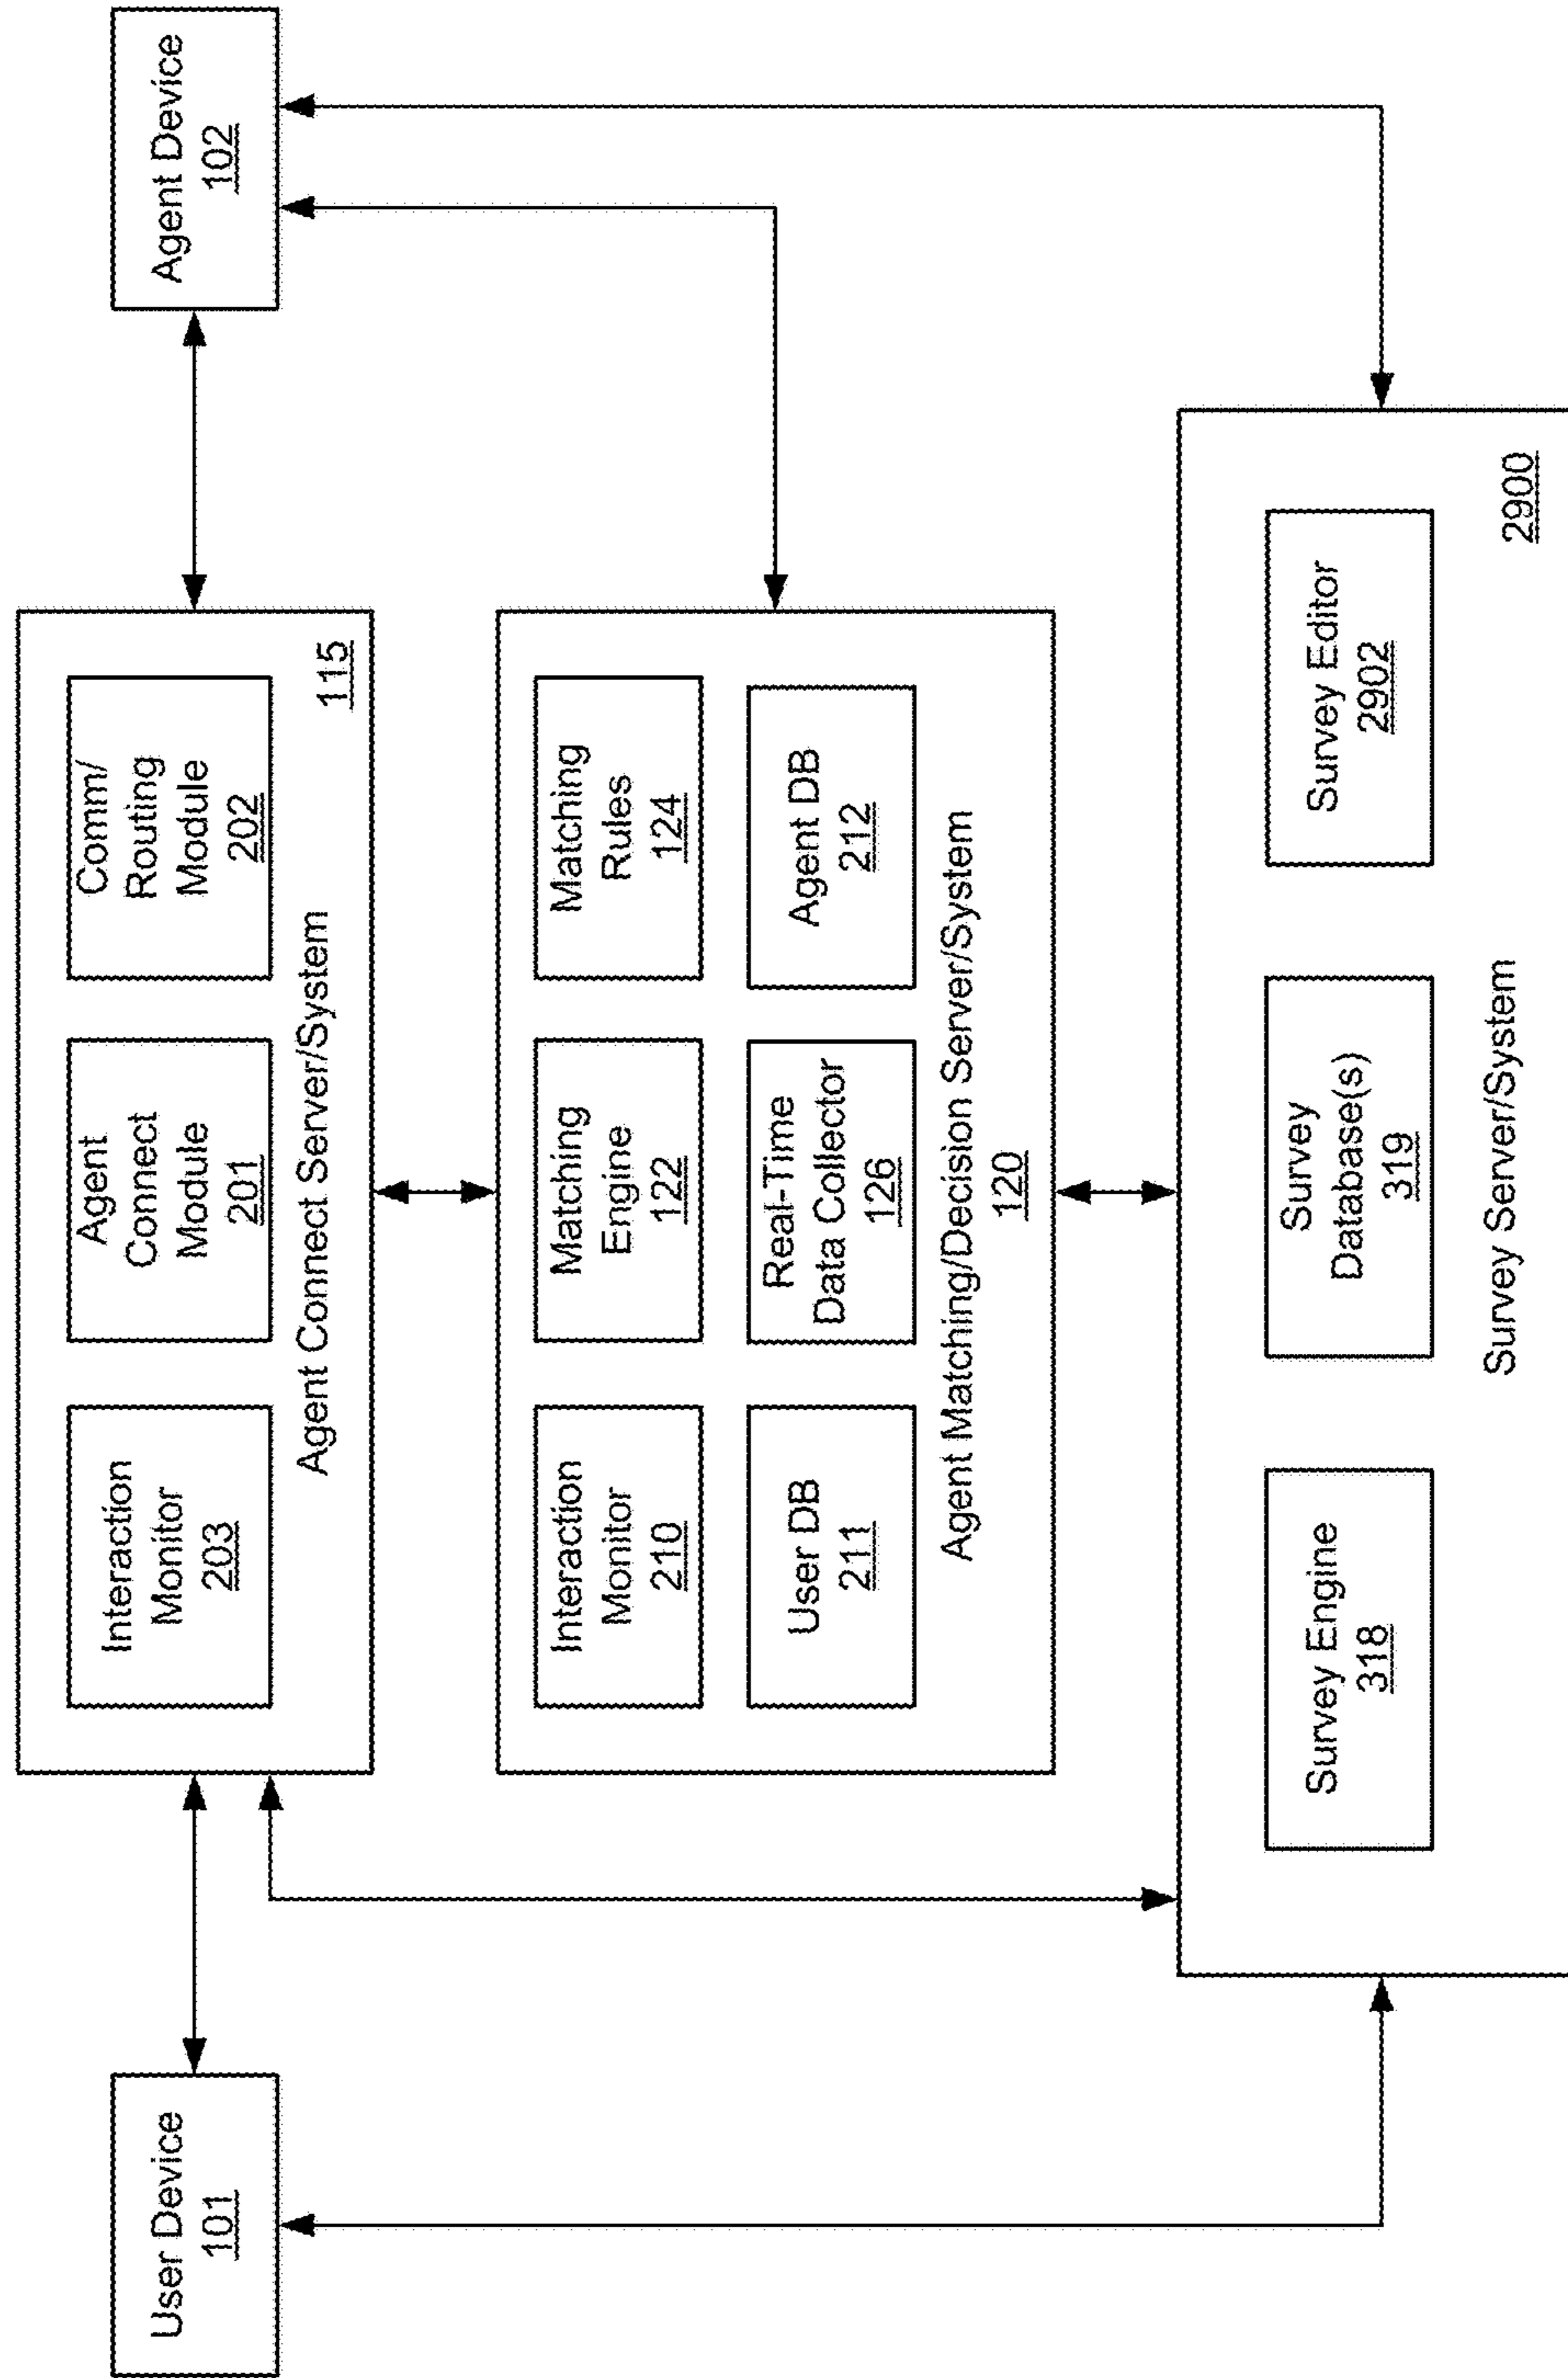 User Device
101
Agent Device
102
Interaction
Monitor
203
Agent
Connect
Module
201
Comm/
Routing
Module
202
Agent Connect Server/System
115
Interaction
Monitor
210
Matching
Engine
122
Matching
Rules
124
User DB
211
Real-Time
Data Collector
126
Agent DB
212
Agent Matching/Decision Server/System
120
Survey Engine
318
Survey
Database(s)
319
Survey Editor
2902
Survey Server/System
2900